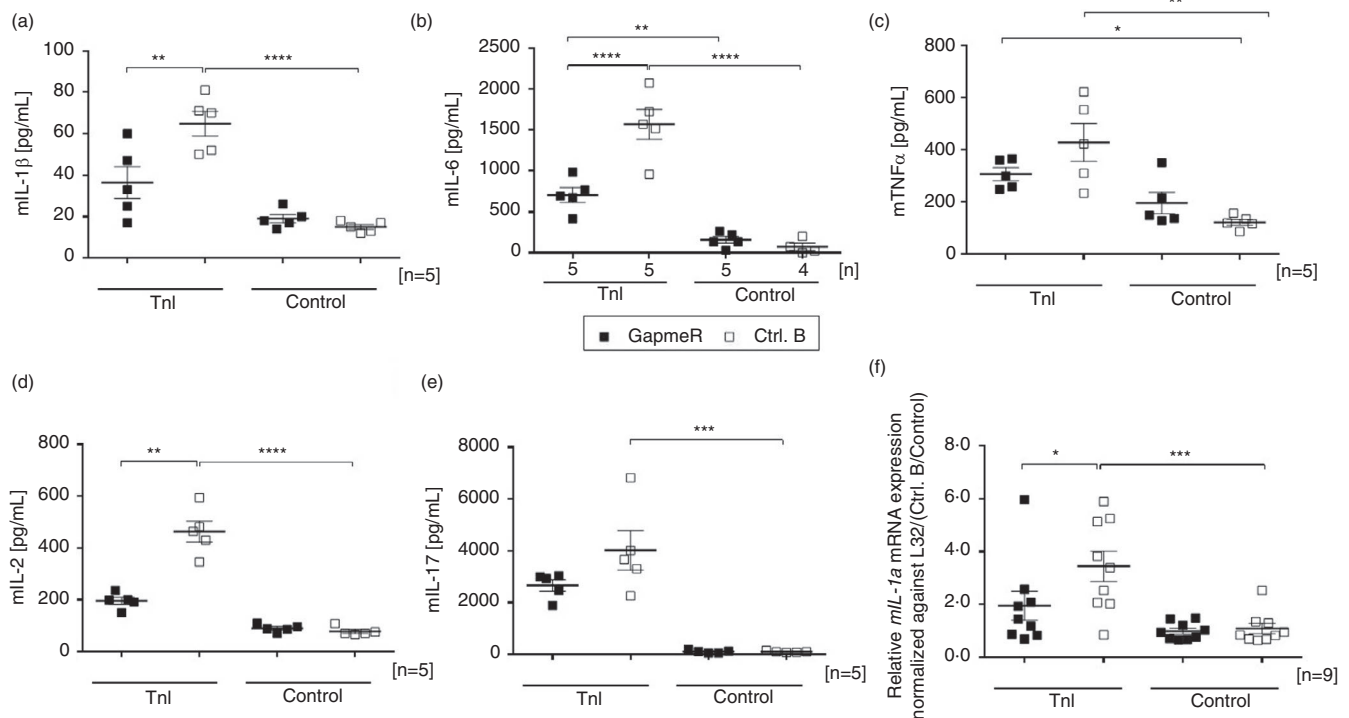 (a)
mIL-1β [pg/mL]
100
80
60
40
20
0
**
****
[n=5]
TnI
Control
(b)
mIL-6 [pg/mL]
2500
2000
1500
1000
500
0
**
****
****
5
5
5
4
[n]
TnI
Control
(c)
mTNFα [pg/mL]
800
600
400
200
0
**
*
[n=5]
TnI
Control
GapmeR
Ctrl. B
(d)
mIL-2 [pg/mL]
800
600
400
200
0
**
****
[n=5]
TnI
Control
(e)
mIL-17 [pg/mL]
8000
6000
4000
2000
0
***
[n=5]
TnI
Control
(f)
Relative mIL-1a mRNA expression
normalized against L32/(Ctrl. B/Control)
8·0
6·0
4·0
2·0
0·0
*
***
[n=9]
TnI
Control